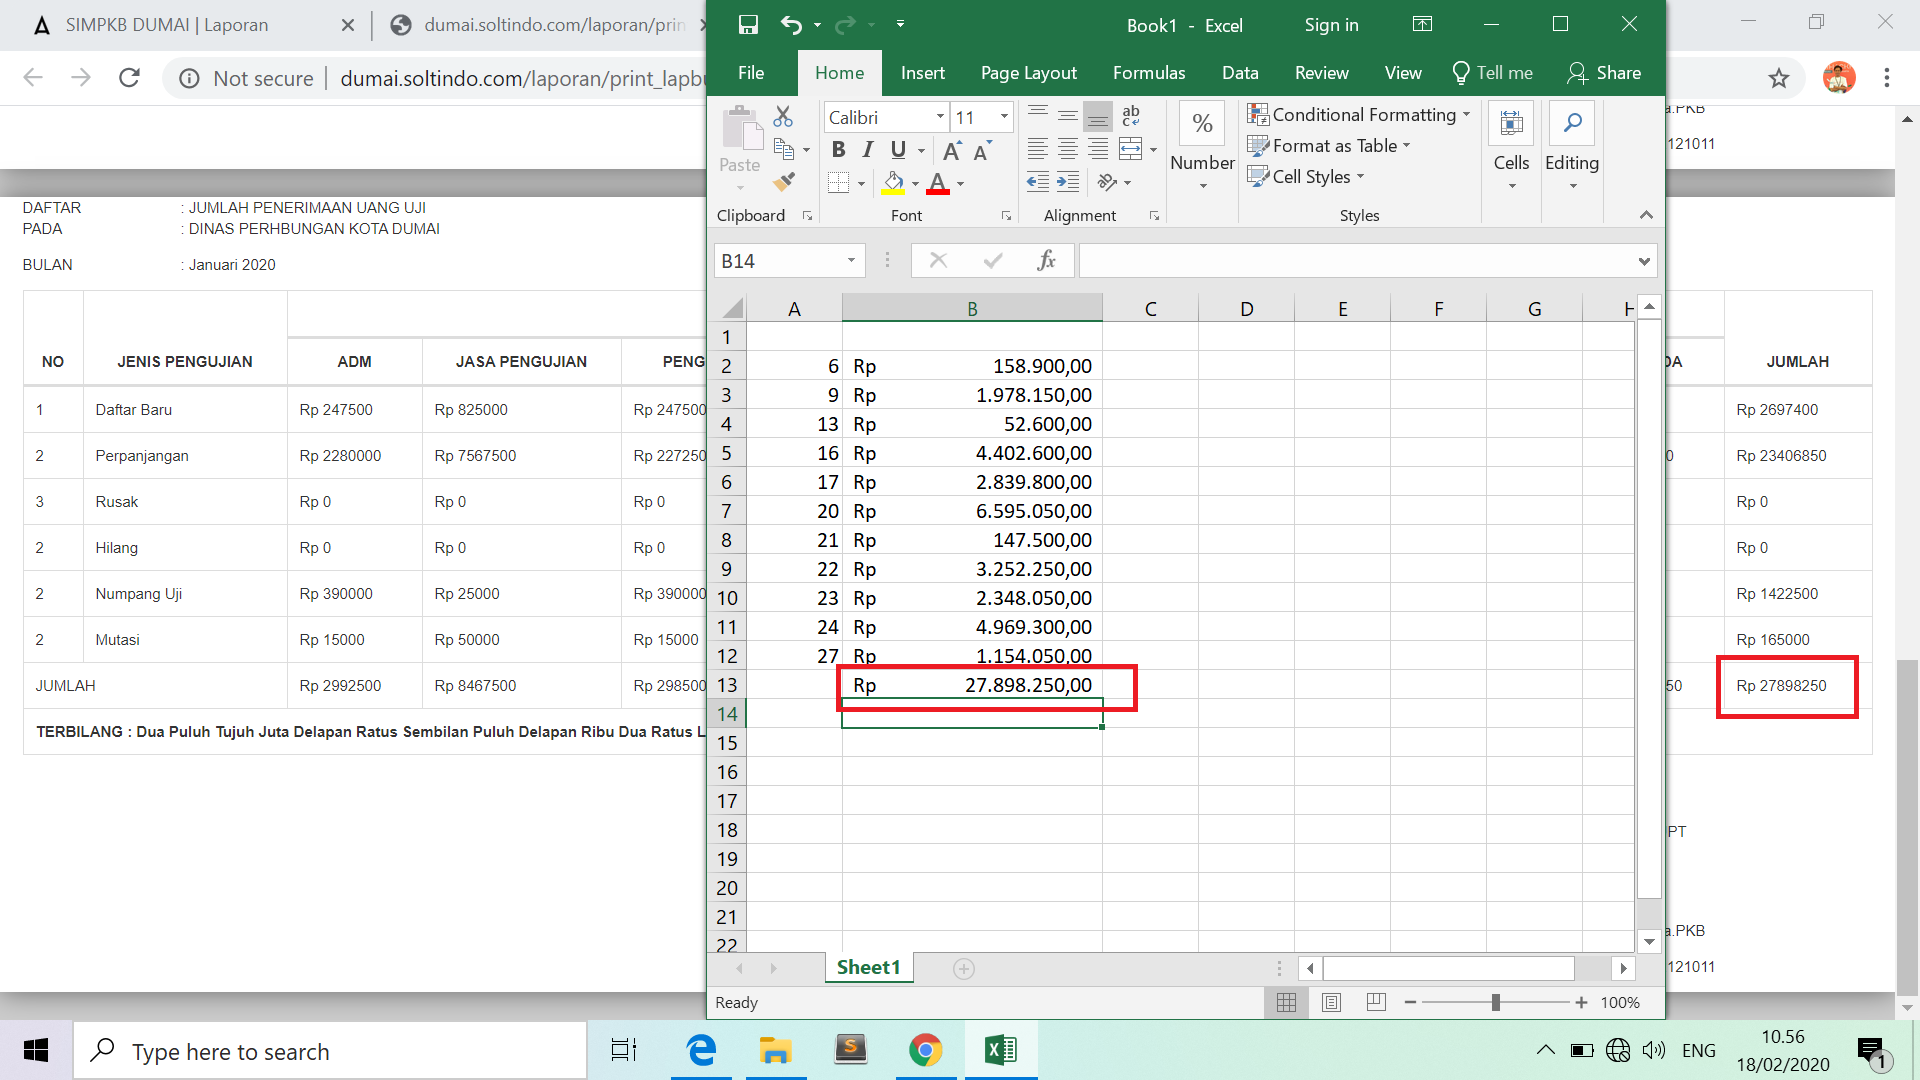 SIMPKB DUMAI | Laporan
dumai.soltindo.com/laporan/prin
Not secure
dumai.soltindo.com/laporan/print_lapbu
DAFTAR : JUMLAH PENERIMAAN UANG UJI
PADA : DINAS PERHBUNGAN KOTA DUMAI
BULAN : Januari 2020
NO JENIS PENGUJIAN ADM JASA PENGUJIAN PENG
1 Daftar Baru Rp 247500 Rp 825000 Rp 247500
2 Perpanjangan Rp 2280000 Rp 7567500 Rp 227250
3 Rusak Rp 0 Rp 0 Rp 0
2 Hilang Rp 0 Rp 0 Rp 0
2 Numpang Uji Rp 390000 Rp 25000 Rp 390000
2 Mutasi Rp 15000 Rp 50000 Rp 15000
JUMLAH Rp 2992500 Rp 8467500 Rp 298500
TERBILANG : Dua Puluh Tujuh Juta Delapan Ratus Sembilan Puluh Delapan Ribu Dua Ratus L
Book1 - Excel
Sign in
File Home Insert Page Layout Formulas Data Review View Tell me Share
Paste
Clipboard
Calibri 11
B I U A A
A
Font
ab
c
Alignment
%
Number
Conditional Formatting
Format as Table
Cell Styles
Styles
Cells
Editing
B14
fx
A B C D E F G H
1
2 6 Rp 158.900,00
3 9 Rp 1.978.150,00
4 13 Rp 52.600,00
5 16 Rp 4.402.600,00
6 17 Rp 2.839.800,00
7 20 Rp 6.595.050,00
8 21 Rp 147.500,00
9 22 Rp 3.252.250,00
10 23 Rp 2.348.050,00
11 24 Rp 4.969.300,00
12 27 Rp 1.154.050,00
13 Rp 27.898.250,00
14
15
16
17
18
19
20
21
22
Sheet1
Ready
100%
a.PKB
121011
DA JUMLAH
Rp 2697400
0 Rp 23406850
Rp 0
Rp 0
Rp 1422500
Rp 165000
50 Rp 27898250
PT
a.PKB
121011
Type here to search
S
ENG
10.56
18/02/2020
1